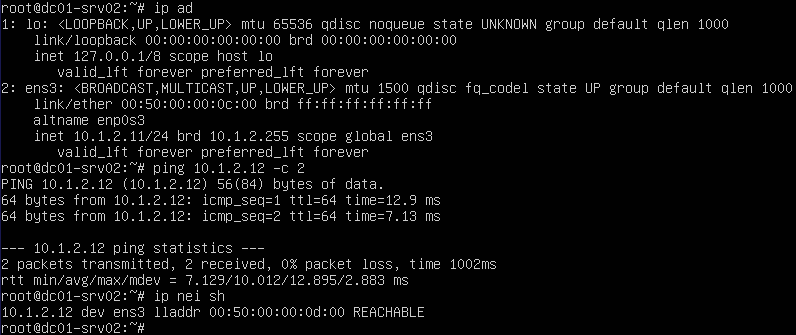 root@dc01-srv02:~# ip ad
1: lo: <LOOPBACK,UP,LOWER_UP> mtu 65536 qdisc noqueue state UNKNOWN group default qlen 1000
    link/loopback 00:00:00:00:00:00 brd 00:00:00:00:00:00
    inet 127.0.0.1/8 scope host lo
       valid_lft forever preferred_lft forever
2: ens3: <BROADCAST,MULTICAST,UP,LOWER_UP> mtu 1500 qdisc fq_codel state UP group default qlen 1000
    link/ether 00:50:00:00:0c:00 brd ff:ff:ff:ff:ff:ff
    altname enp0s3
    inet 10.1.2.11/24 brd 10.1.2.255 scope global ens3
       valid_lft forever preferred_lft forever
root@dc01-srv02:~# ping 10.1.2.12 -c 2
PING 10.1.2.12 (10.1.2.12) 56(84) bytes of data.
64 bytes from 10.1.2.12: icmp_seq=1 ttl=64 time=12.9 ms
64 bytes from 10.1.2.12: icmp_seq=2 ttl=64 time=7.13 ms

--- 10.1.2.12 ping statistics ---
2 packets transmitted, 2 received, 0% packet loss, time 1002ms
rtt min/avg/max/mdev = 7.129/10.012/12.895/2.883 ms
root@dc01-srv02:~# ip nei sh
10.1.2.12 dev ens3 lladdr 00:50:00:00:0d:00 REACHABLE
root@dc01-srv02:~#